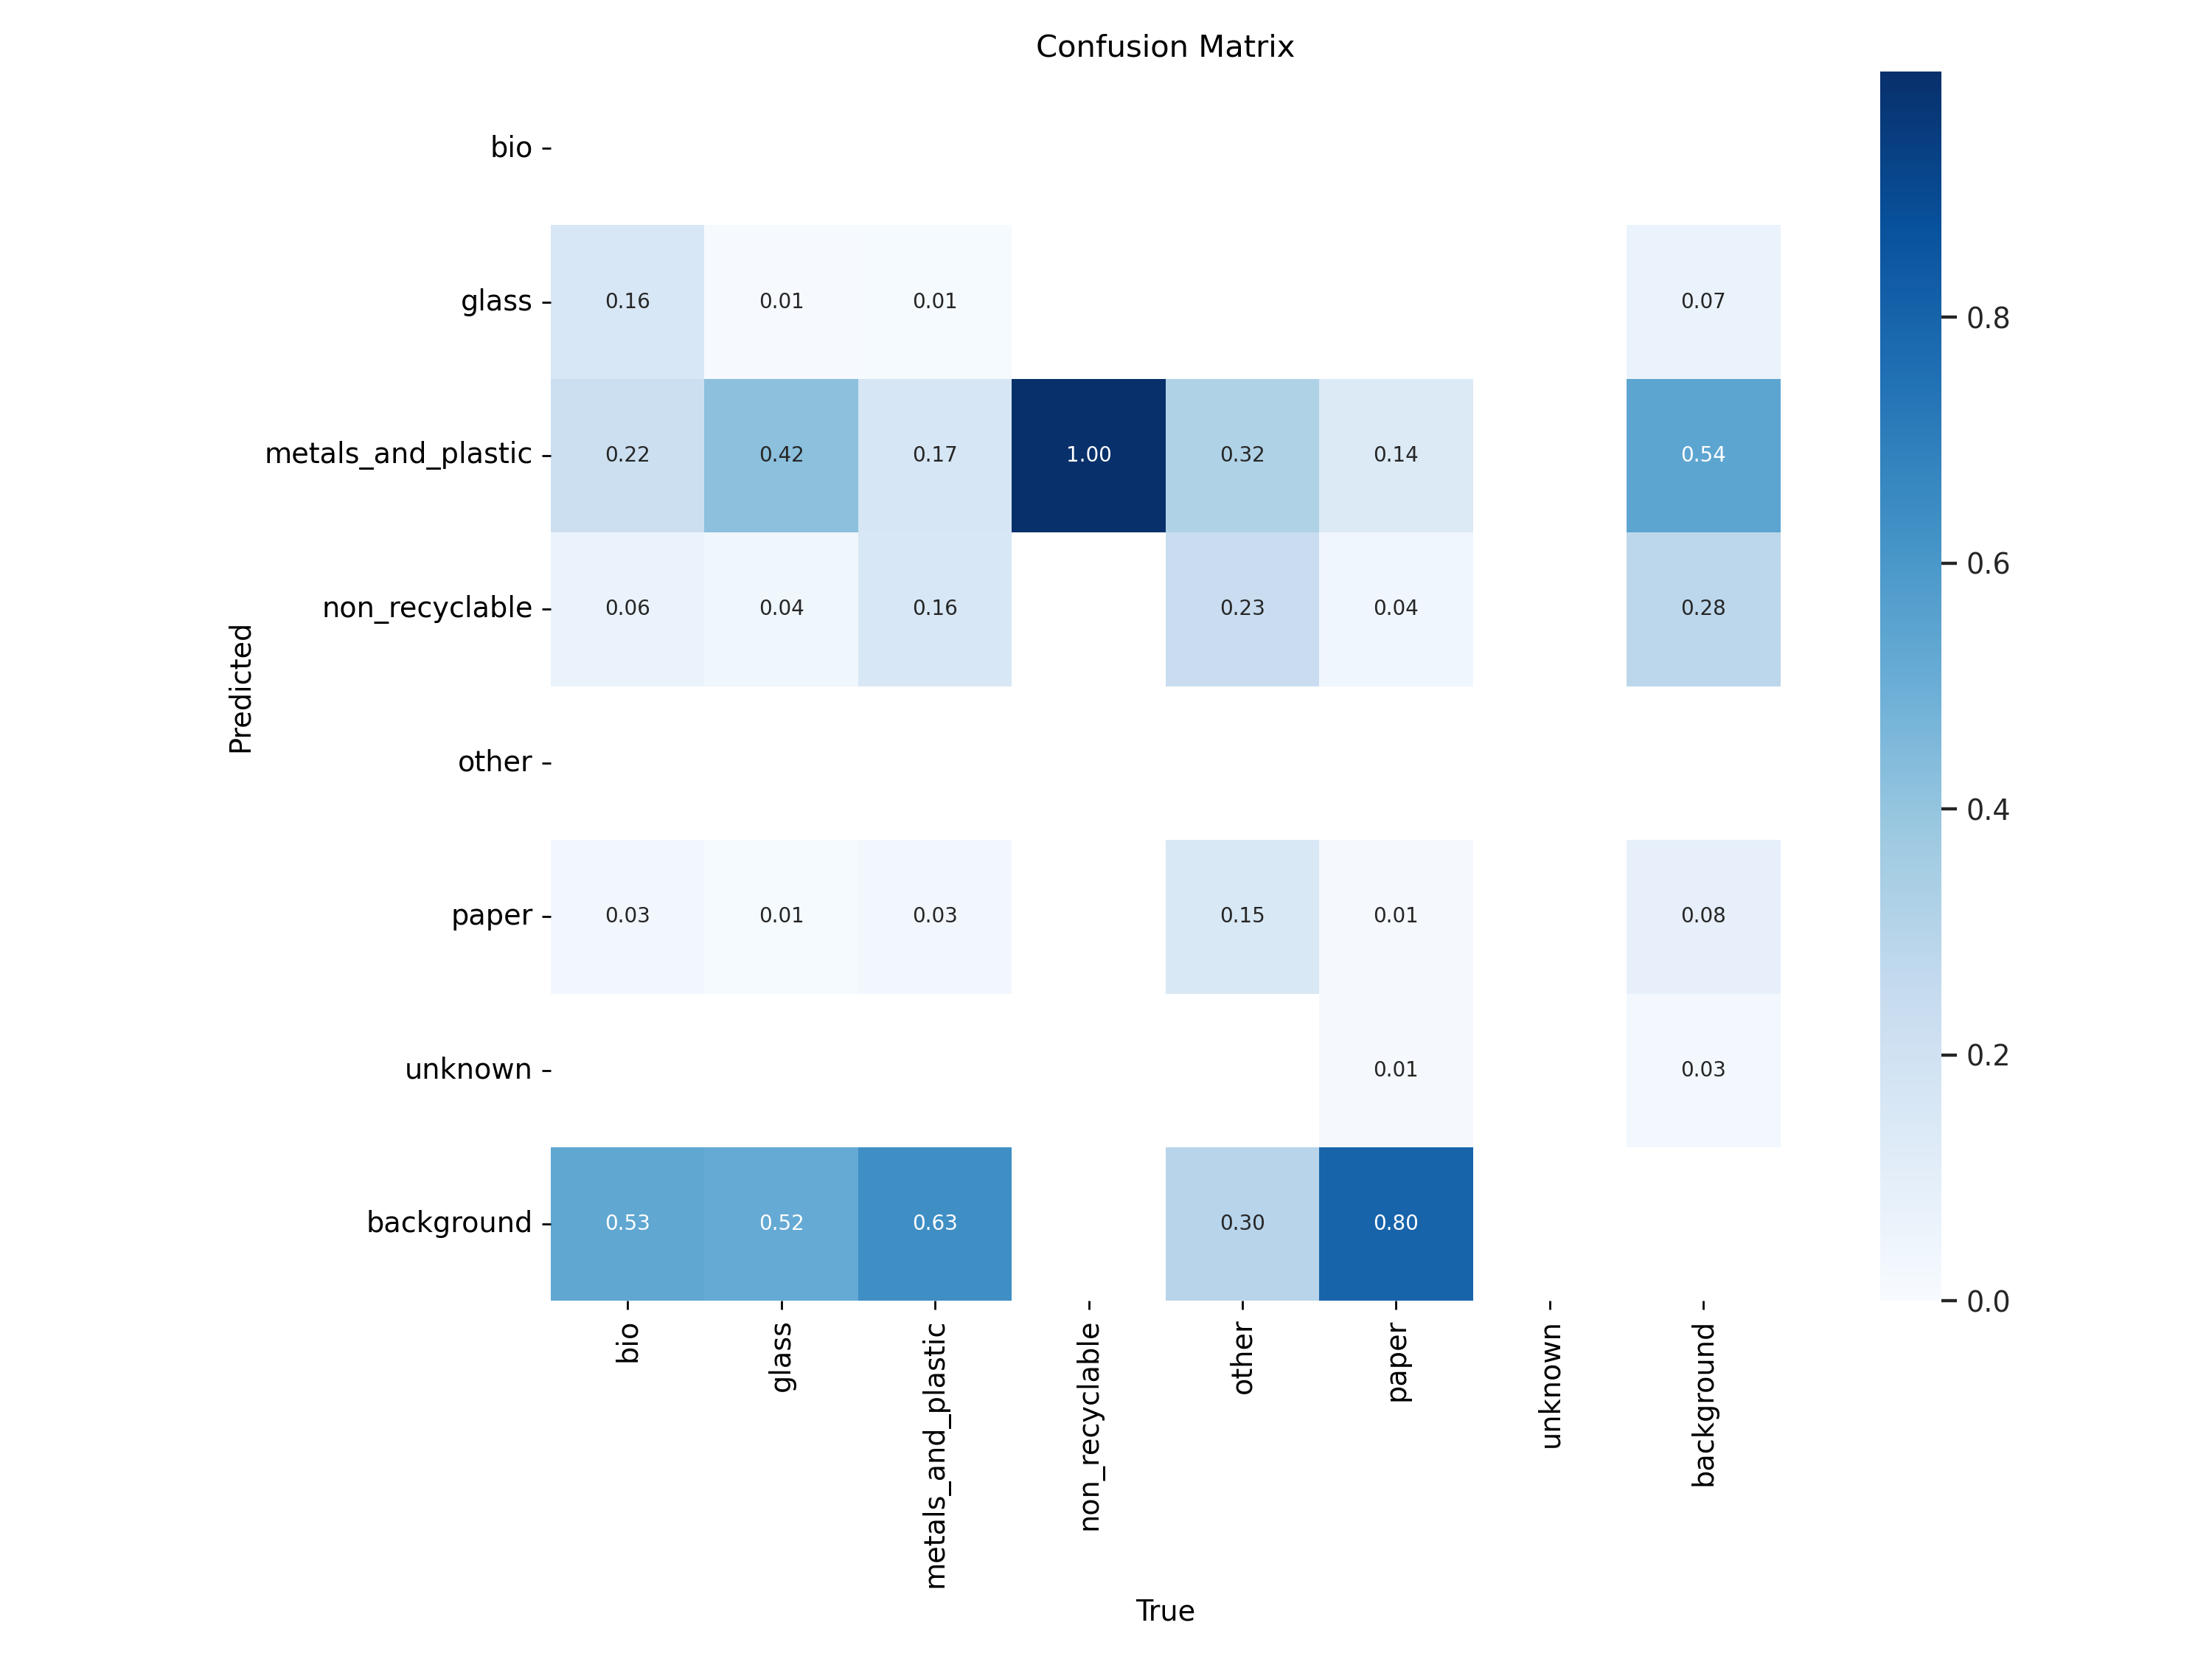 Confusion Matrix
bio
glass 0.16 0.01 0.01 0.07
metals_and_plastic 0.22 0.42 0.17 1.00 0.32 0.14 0.54
non_recyclable 0.06 0.04 0.16 0.23 0.04 0.28
other
paper 0.03 0.01 0.03 0.15 0.01 0.08
unknown 0.01 0.03
background 0.53 0.52 0.63 0.30 0.80
Predicted
bio glass metals_and_plastic non_recyclable other paper unknown background
True
0.8
0.6
0.4
0.2
0.0